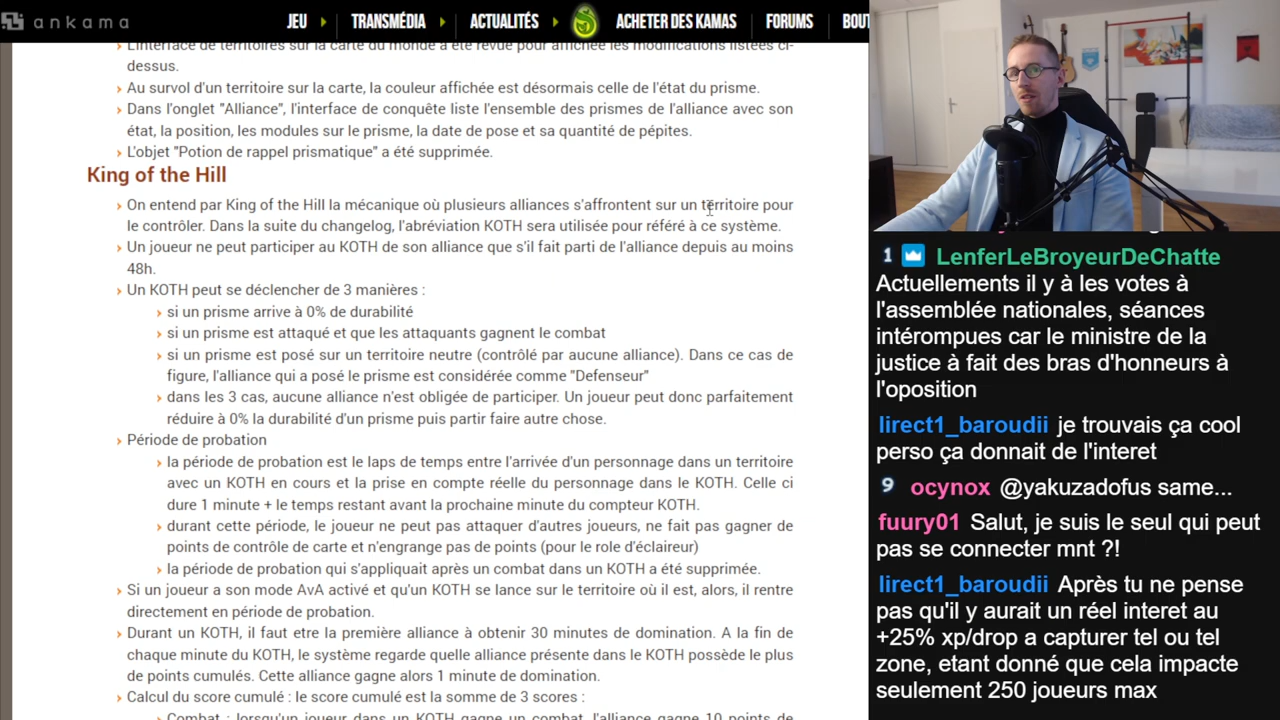 ankama
JEU
TRANSMÉDIA
ACTUALITÉS
ACHETER DES KAMAS
FORUMS
BOUT
L'interface de territoires sur la carte du monde a été revue pour affichée les modifications listées ci-
dessus.
Au survol d'un territoire sur la carte, la couleur affichée est désormais celle de l'état du prisme.
Dans l'onglet "Alliance", l'interface de conquête liste l'ensemble des prismes de l'alliance avec son
état, la position, les modules sur le prisme, la date de pose et sa quantité de pépites.
L'objet "Potion de rappel prismatique" a été supprimée.
King of the Hill
On entend par King of the Hill la mécanique où plusieurs alliances s'affrontent sur un territoire pour
le contrôler. Dans la suite du changelog, l'abréviation KOTH sera utilisée pour référé à ce système.
Un joueur ne peut participer au KOTH de son alliance que s'il fait parti de l'alliance depuis au moins
48h.
Un KOTH peut se déclencher de 3 manières :
si un prisme arrive à 0% de durabilité
si un prisme est attaqué et que les attaquants gagnent le combat
si un prisme est posé sur un territoire neutre (contrôlé par aucune alliance). Dans ce cas de
figure, l'alliance qui a posé le prisme est considérée comme "Defenseur"
dans les 3 cas, aucune alliance n'est obligée de participer. Un joueur peut donc parfaitement
réduire à 0% la durabilité d'un prisme puis partir faire autre chose.
Période de probation
la période de probation est le laps de temps entre l'arrivée d'un personnage dans un territoire
avec un KOTH en cours et la prise en compte réelle du personnage dans le KOTH. Celle ci
dure 1 minute + le temps restant avant la prochaine minute du compteur KOTH.
durant cette période, le joueur ne peut pas attaquer d'autres joueurs, ne fait pas gagner de
points de contrôle de carte et n'engrange pas de points (pour le role d'éclaireur)
la période de probation qui s'appliquait après un combat dans un KOTH a été supprimée.
Si un joueur a son mode AvA activé et qu'un KOTH se lance sur le territoire où il est, alors, il rentre
directement en période de probation.
Durant un KOTH, il faut etre la première alliance à obtenir 30 minutes de domination. A la fin de
chaque minute du KOTH, le système regarde quelle alliance présente dans le KOTH possède le plus
de points cumulés. Cette alliance gagne alors 1 minute de domination.
Calcul du score cumulé : le score cumulé est la somme de 3 scores :
Combat : lorsqu'un joueur dans un KOTH gagne un combat, l'alliance gagne 10 points de
1 LenferLeBroyeurDeChatte
Actuellements il y à les votes à
l'assemblée nationales, séances
intérompues car le ministre de la
justice à fait des bras d'honneurs à
l'oposition
lirect1_baroudii je trouvais ça cool
perso ça donnait de l'interet
9 ocynox @yakuzadofus same...
fuury01 Salut, je suis le seul qui peut
pas se connecter mnt ?!
lirect1_baroudii Après tu ne pense
pas qu'il y aurait un réel interet au
+25% xp/drop a capturer tel ou tel
zone, etant donné que cela impacte
seulement 250 joueurs max